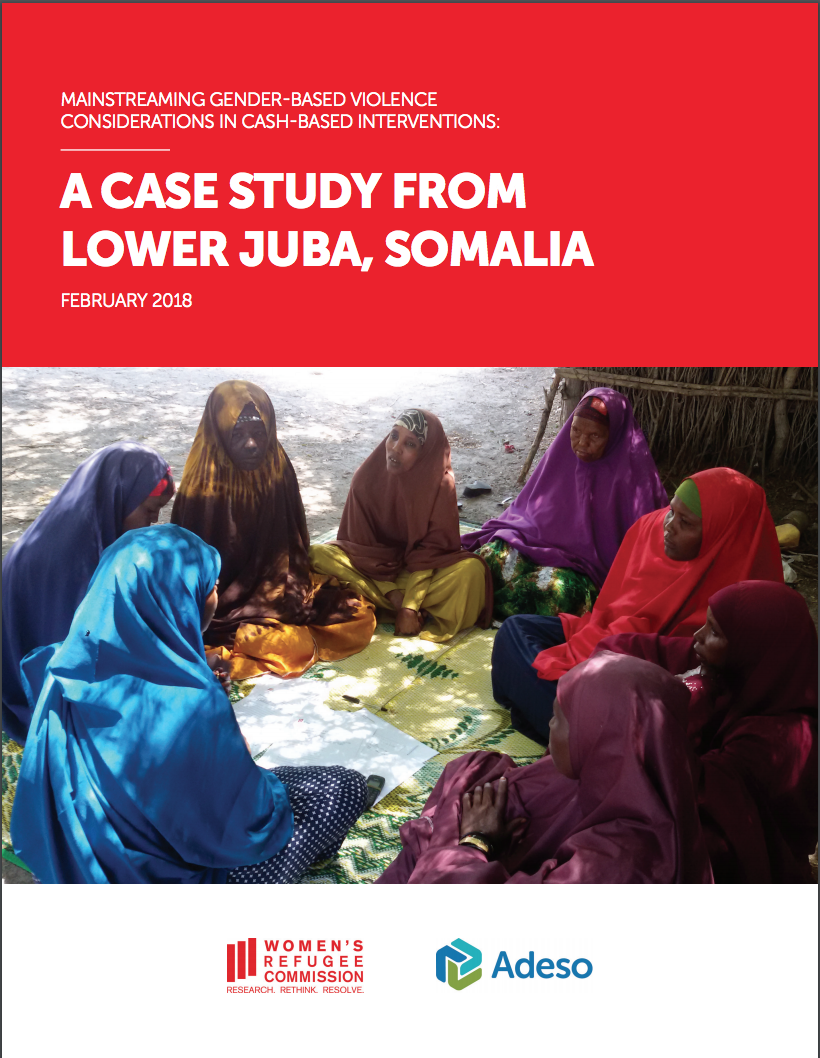 MAINSTREAMING GENDER-BASED VIOLENCE
CONSIDERATIONS IN CASH-BASED INTERVENTIONS:
A CASE STUDY FROM
LOWER JUBA, SOMALIA
FEBRUARY 2018
WOMEN'S
REFUGEE
COMMISSION
RESEARCH. RETHINK. RESOLVE.
Adeso